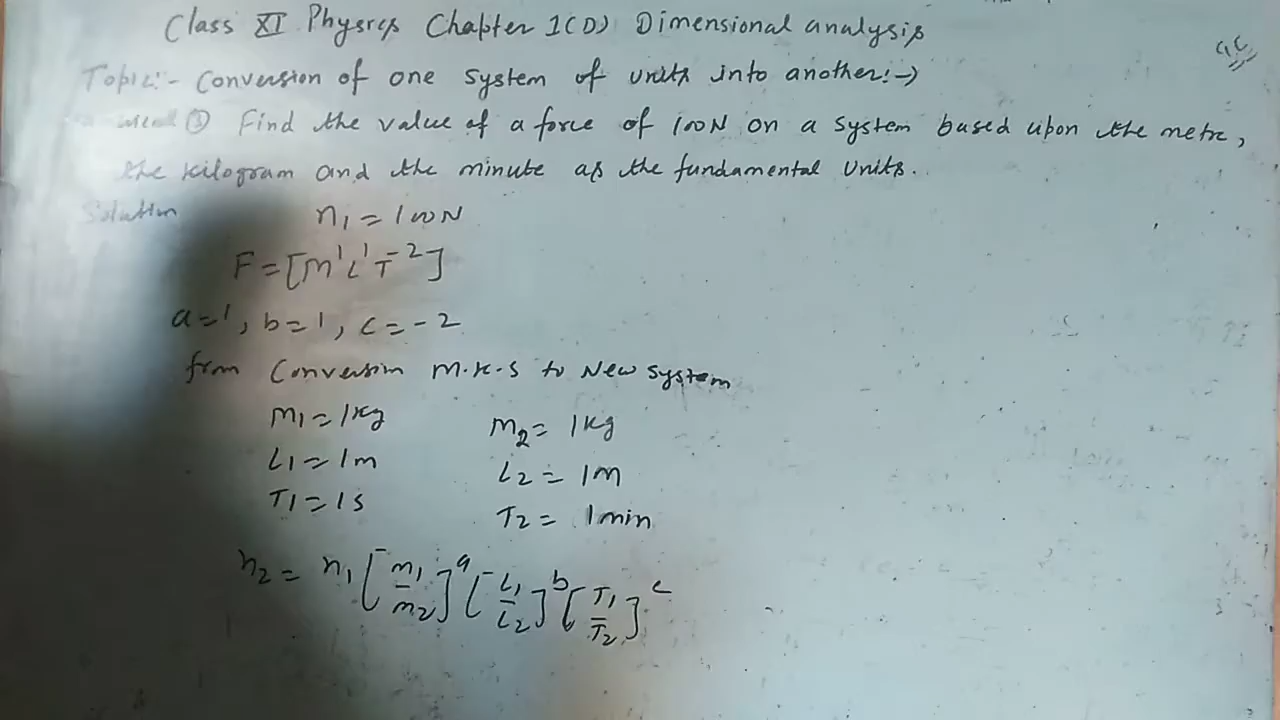 Class XI Physics Chapter 1(D) Dimensional analysis
Topic:- Conversion of one system of units into another:->
③ Find the value of a force of 100N on a system based upon the metre,
the kilogram and the minute as the fundamental units.
Solution n₁ = 100N
F = [M¹L¹T⁻²]
a=1, b=1, c=-2
from Conversion M.K.S to New system
M₁ = 1kg M₂ = 1kg
L₁ = 1m L₂ = 1m
T₁ = 1s T₂ = 1min
n₂ = n₁ [M₁/M₂]ᵃ [L₁/L₂]ᵇ [T₁/T₂]ᶜ